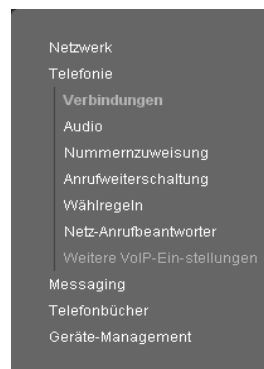 Netzwerk
Telefonie
Verbindungen
Audio
Nummernzuweisung
Anrufweiterschaltung
Wählregeln
Netz-Anrufbeantworter
Weitere VoIP-Ein-stellungen
Messaging
Telefonbücher
Geräte-Management